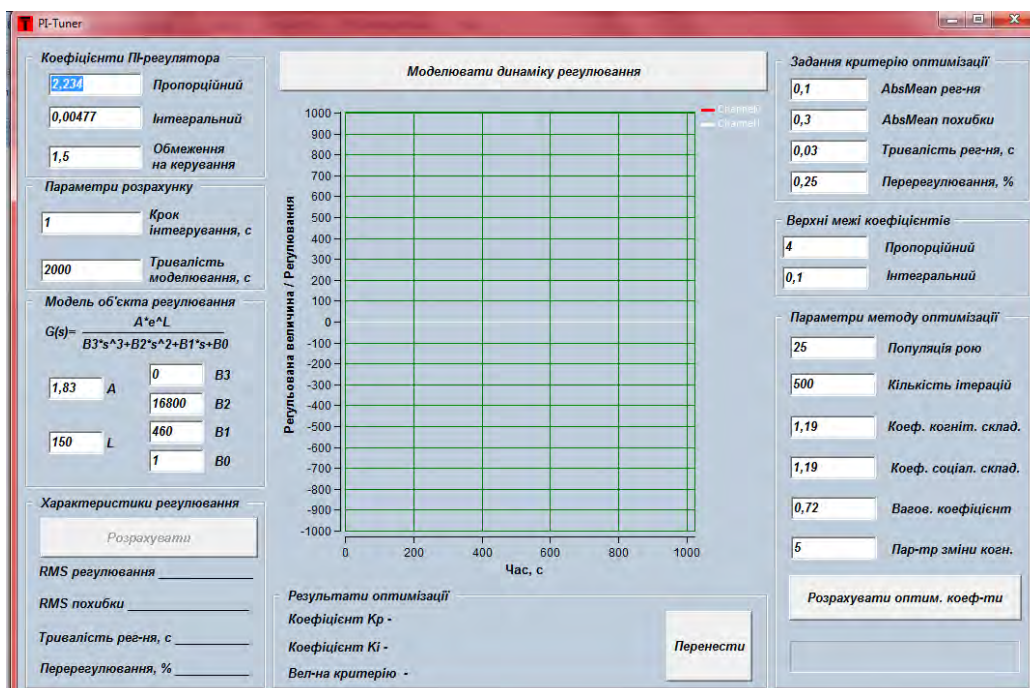 PI-Tuner
Коефіцієнти ПІ-регулятора
2,234 Пропорційний
0,00477 Інтегральний
1,5 Обмеження
на керування
Параметри розрахунку
1 Крок
інтегрування, с
2000 Тривалість
моделювання, с
Модель об'єкта регулювання
G(s)= A*e^L
B3*s^3+B2*s^2+B1*s+B0
1,83 A
150 L
0 B3
16800 B2
460 B1
1 B0
Характеристики регулювання
Розрахувати
RMS регулювання
RMS похибки
Тривалість рег-ня, с
Перерегулювання, %
Моделювати динаміку регулювання
Регульована величина / Регулювання
1000
900
800
700
600
500
400
300
200
100
0
-100
-200
-300
-400
-500
-600
-700
-800
-900
-1000
0 200 400 600 800 1000
Час, с
Channel
Channel
Результати оптимізації
Коефіцієнт Кр -
Коефіцієнт Кі -
Вел-на критерію -
Перенести
Задання критерію оптимізації
0,1 AbsMean рег-ня
0,3 AbsMean похибки
0,03 Тривалість рег-ня, с
0,25 Перерегулювання, %
Верхні межі коефіцієнтів
4 Пропорційний
0,1 Інтегральний
Параметри методу оптимізації
25 Популяція рою
500 Кількість ітерацій
1,19 Коеф. когніт. склад.
1,19 Коеф. соціал. склад.
0,72 Вагов. коефіцієнт
5 Пар-тр зміни когн.
Розрахувати оптим. коеф-ти